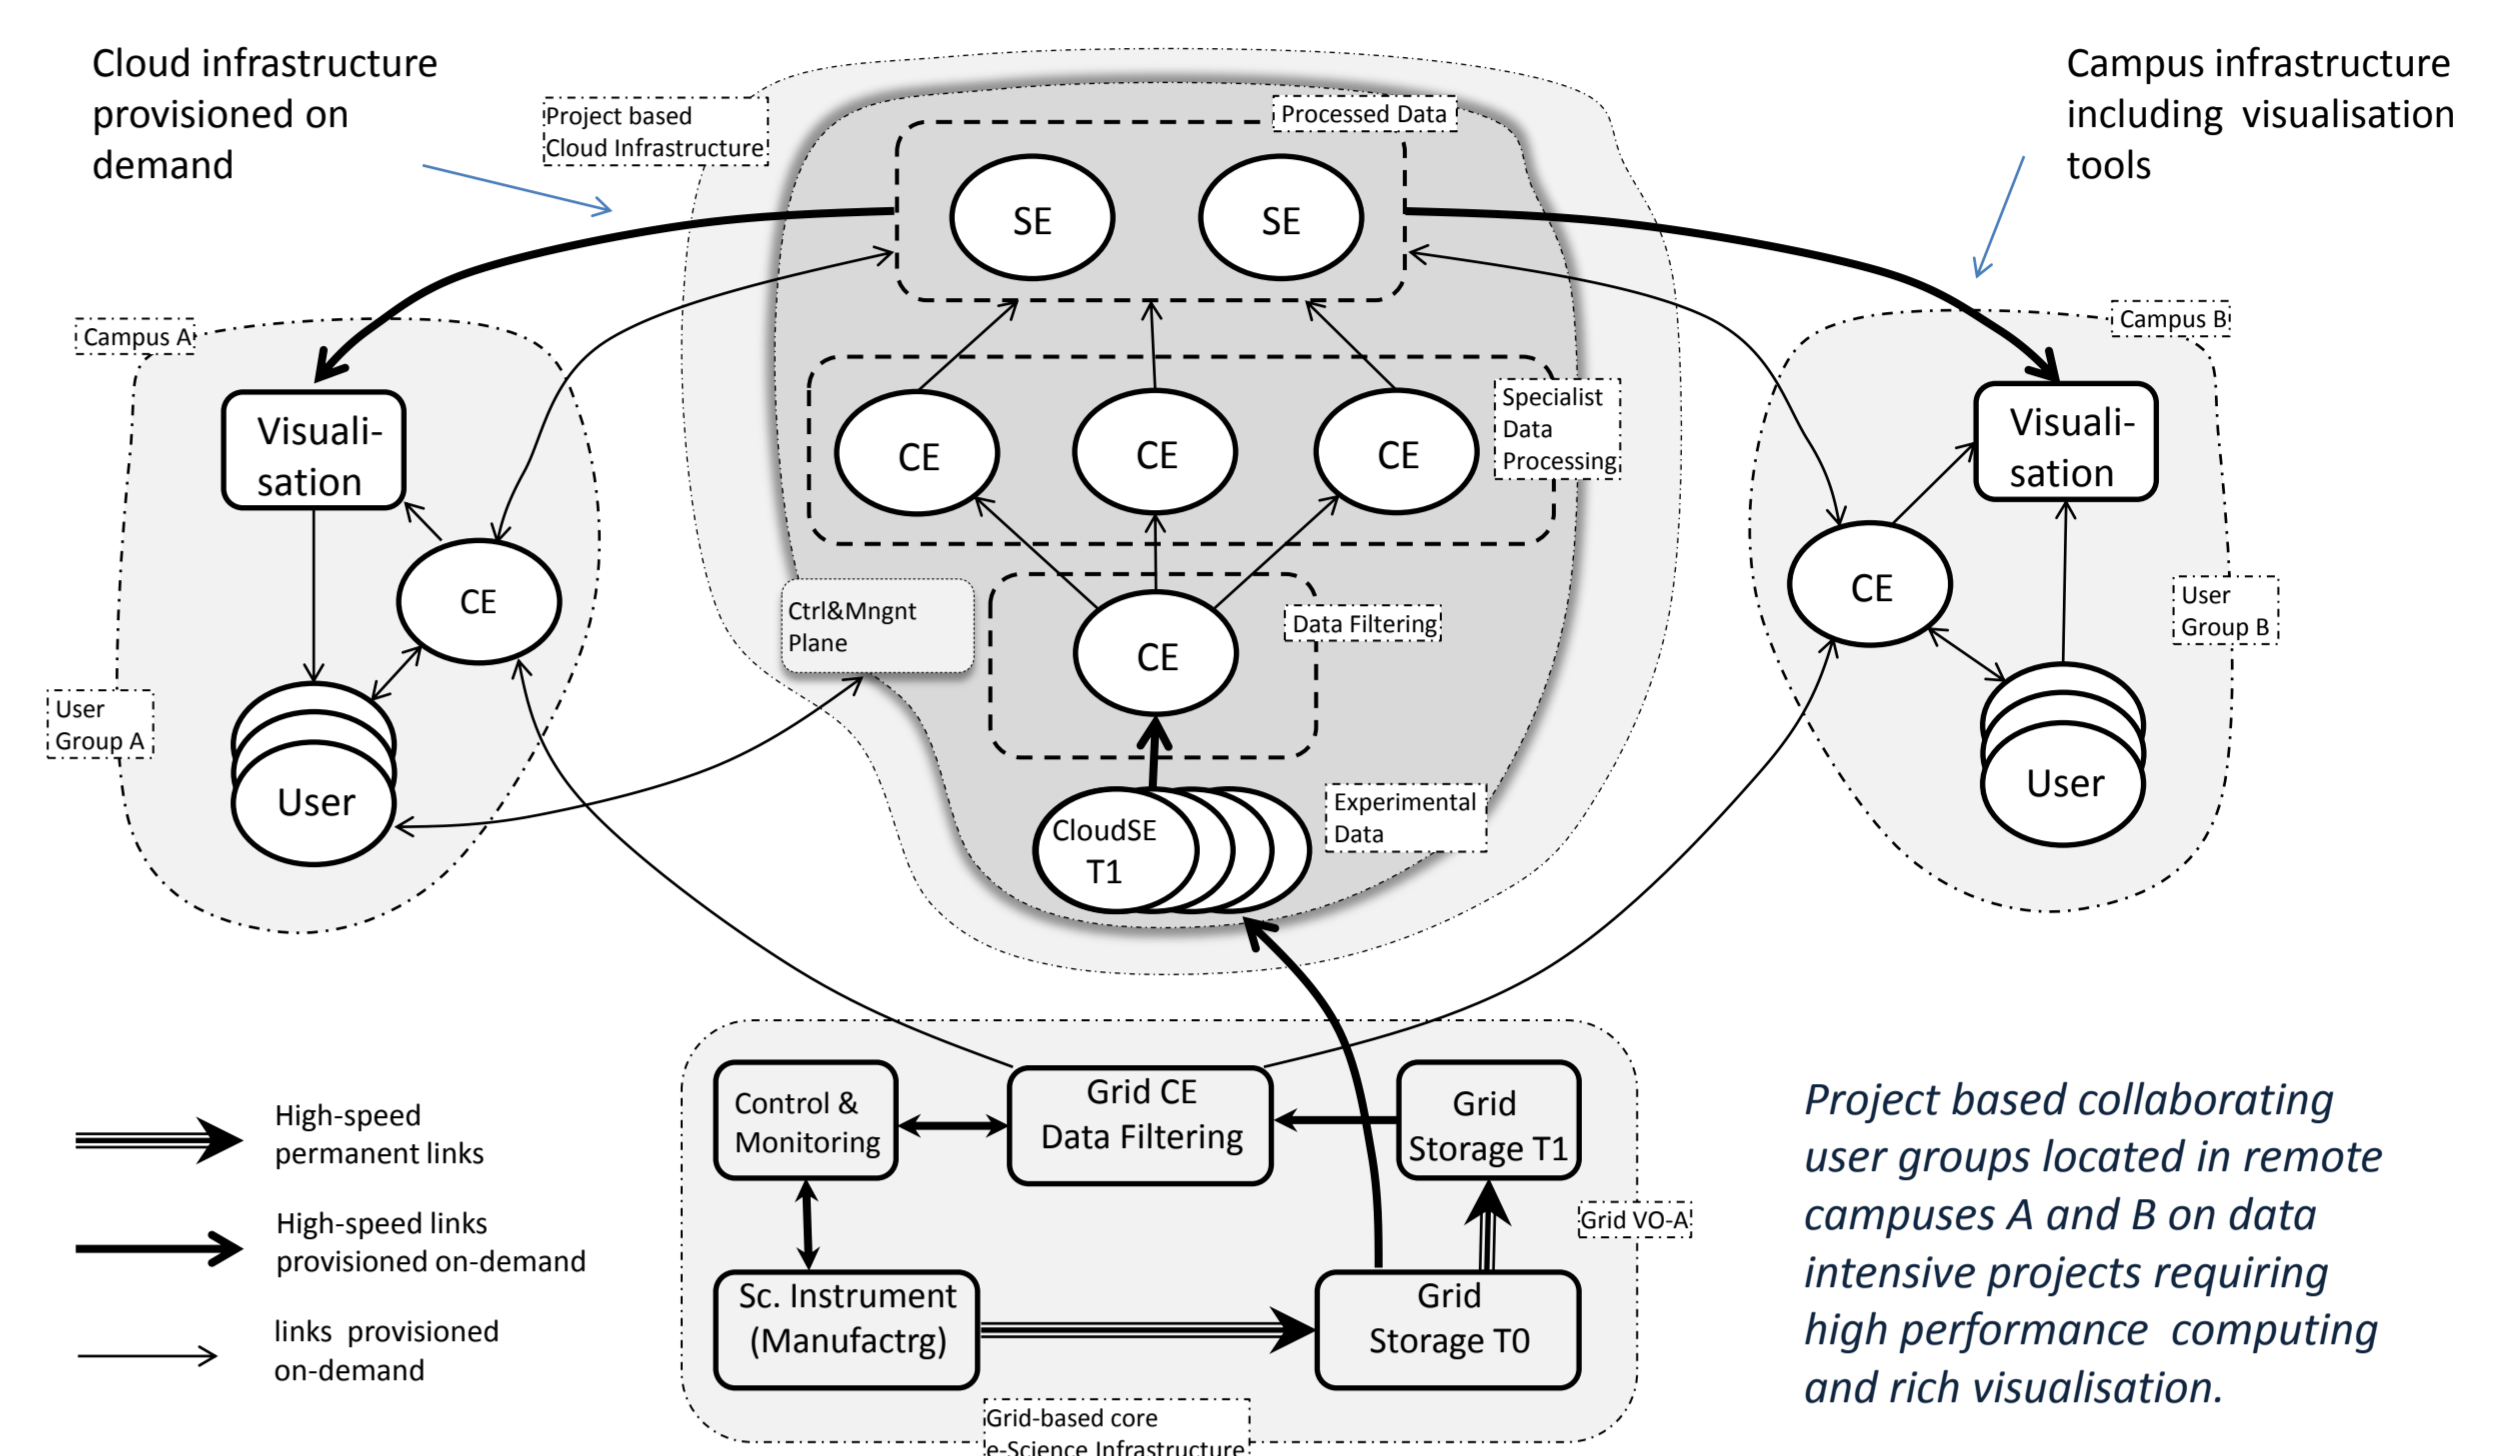 Cloud infrastructure
provisioned on
demand
Project based
Cloud Infrastructure
Processed Data
Campus infrastructure
including visualisation
tools
SE
SE
Campus A
Campus B
Visuali-
sation
CE
CE
CE
Specialist
Data
Processing
Visuali-
sation
CE
Ctrl&Mngnt
Plane
CE
Data Filtering
CE
User
Group B
User
Group A
User
CloudSE
T1
Experimental
Data
User
High-speed
permanent links
High-speed links
provisioned on-demand
links provisioned
on-demand
Control &
Monitoring
Grid CE
Data Filtering
Grid
Storage T1
Grid VO-A
Sc. Instrument
(Manufactrg)
Grid
Storage T0
Grid-based core
e-Science Infrastructure
Project based collaborating
user groups located in remote
campuses A and B on data
intensive projects requiring
high performance computing
and rich visualisation.